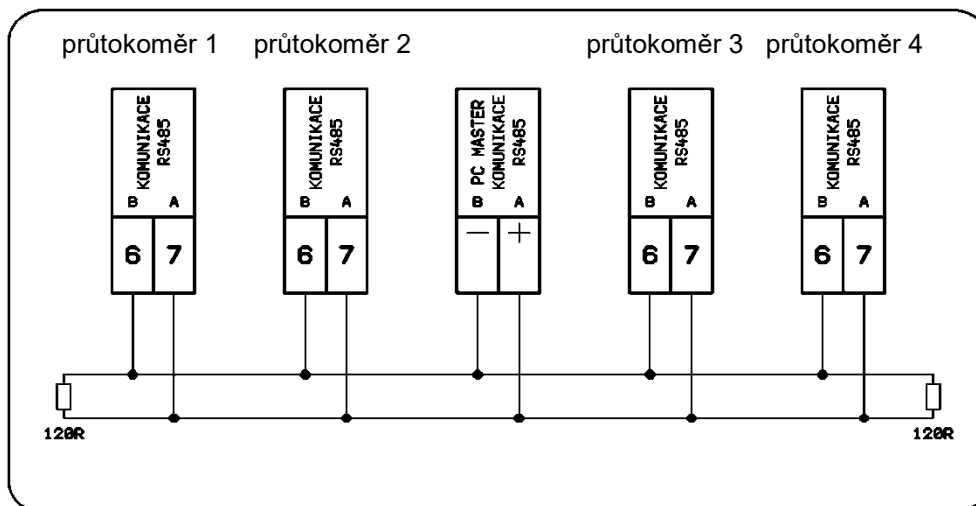 průtokoměr 1
průtokoměr 2
průtokoměr 3
průtokoměr 4
KOMUNIKACE
RS485
B A
6 7
KOMUNIKACE
RS485
B A
6 7
PC MASTER
KOMUNIKACE
RS485
B A
− +
KOMUNIKACE
RS485
B A
6 7
KOMUNIKACE
RS485
B A
6 7
120R
120R